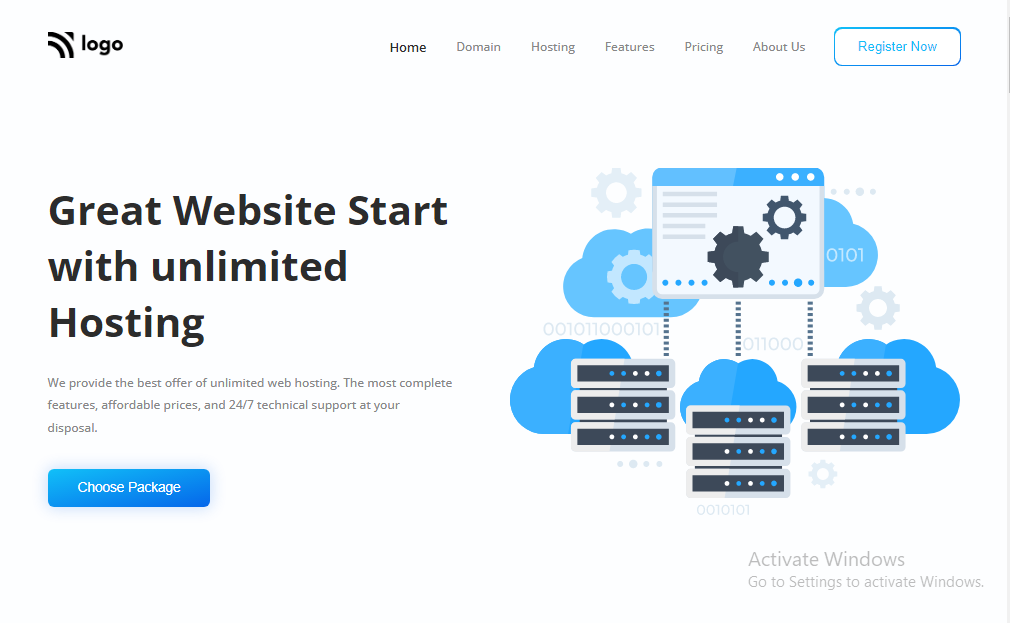 logo
Home
Domain
Hosting
Features
Pricing
About Us
Register Now
Great Website Start
with unlimited
Hosting
We provide the best offer of unlimited web hosting. The most complete
features, affordable prices, and 24/7 technical support at your
disposal.
Choose Package
0101
001011000101
011000
0010101
Activate Windows
Go to Settings to activate Windows.